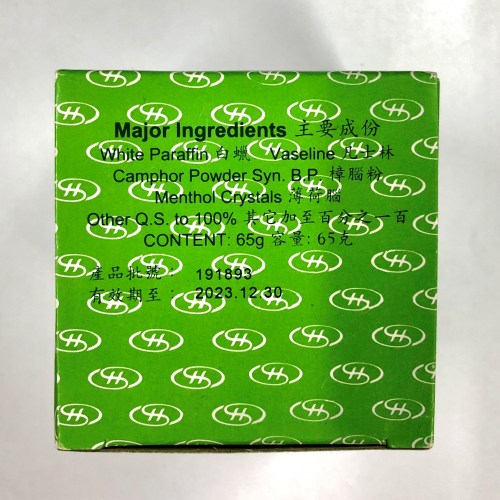 Major Ingredients 主要成份
White Paraffin 白蠟 Vaseline 凡士林
Camphor Powder Syn. B.P. 樟腦粉
Menthol Crystals 薄荷腦
Other Q.S. to 100% 其它加至百分之一百
CONTENT: 65g 容量: 65克
產品批號： 191893
有效期至： 2023.12.30